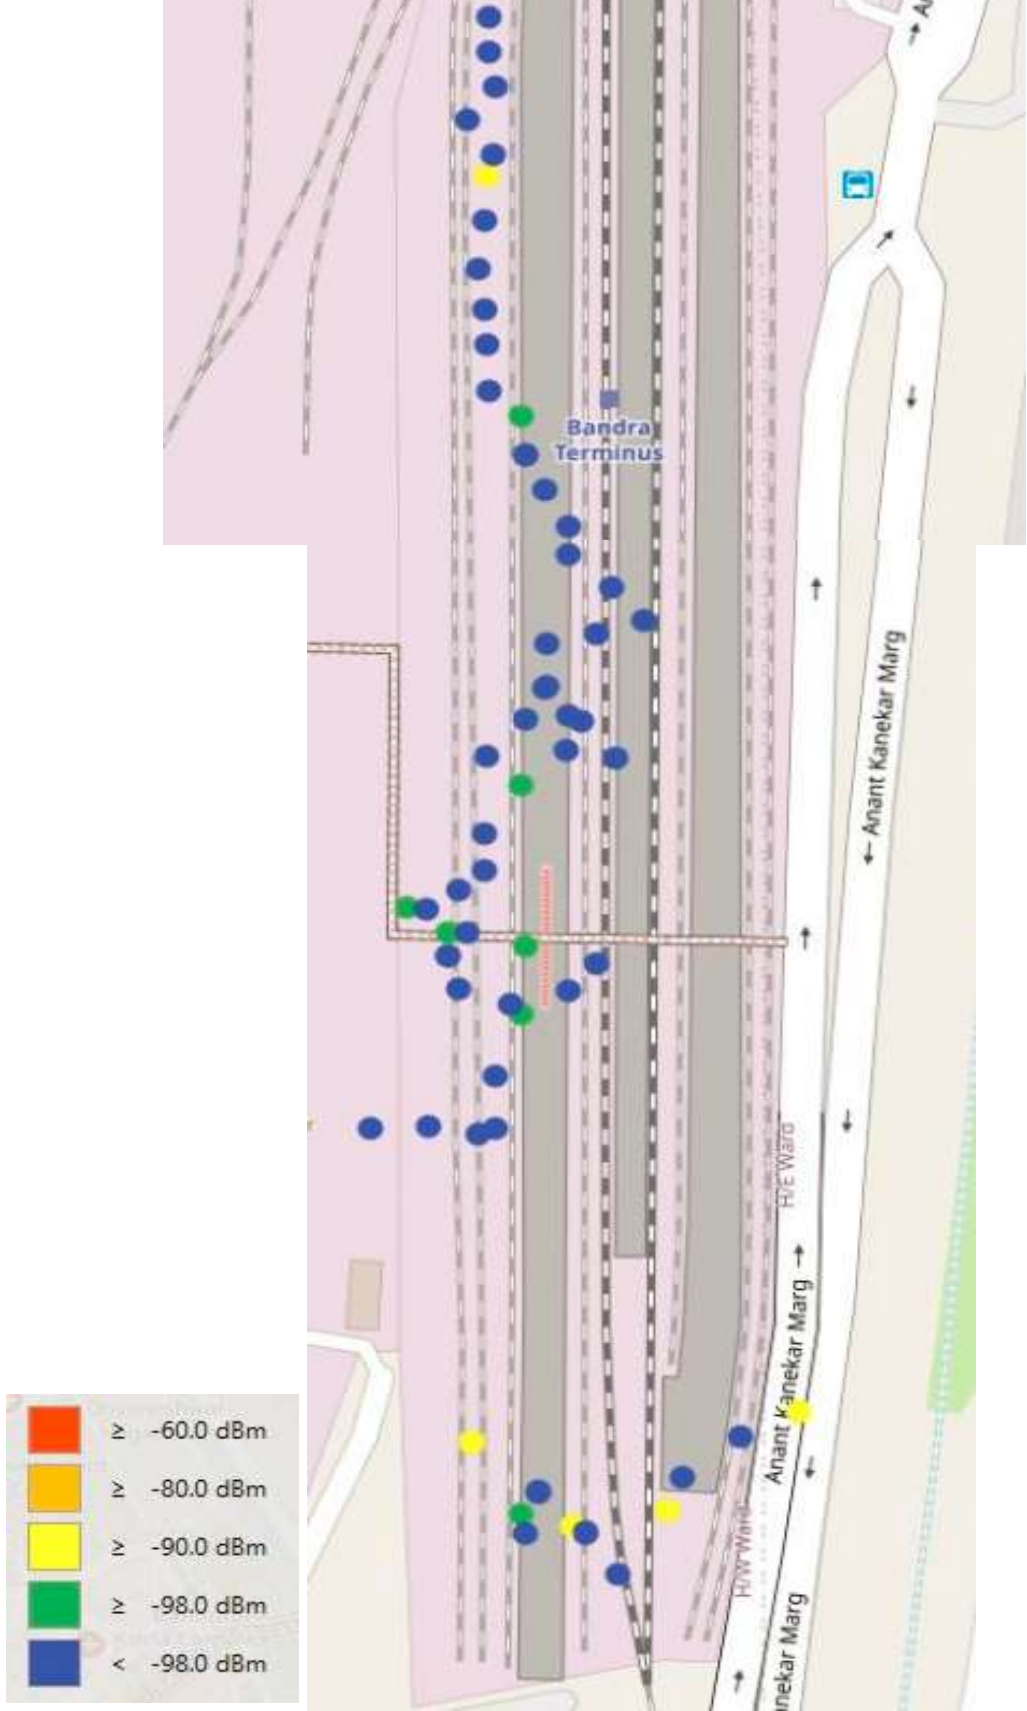 Bandra
Terminus
← Anant Kanekar Marg
H/E Ward
Anant Kanekar Marg →
H/W Ward
nekar Marg
≥ -60.0 dBm
≥ -80.0 dBm
≥ -90.0 dBm
≥ -98.0 dBm
< -98.0 dBm